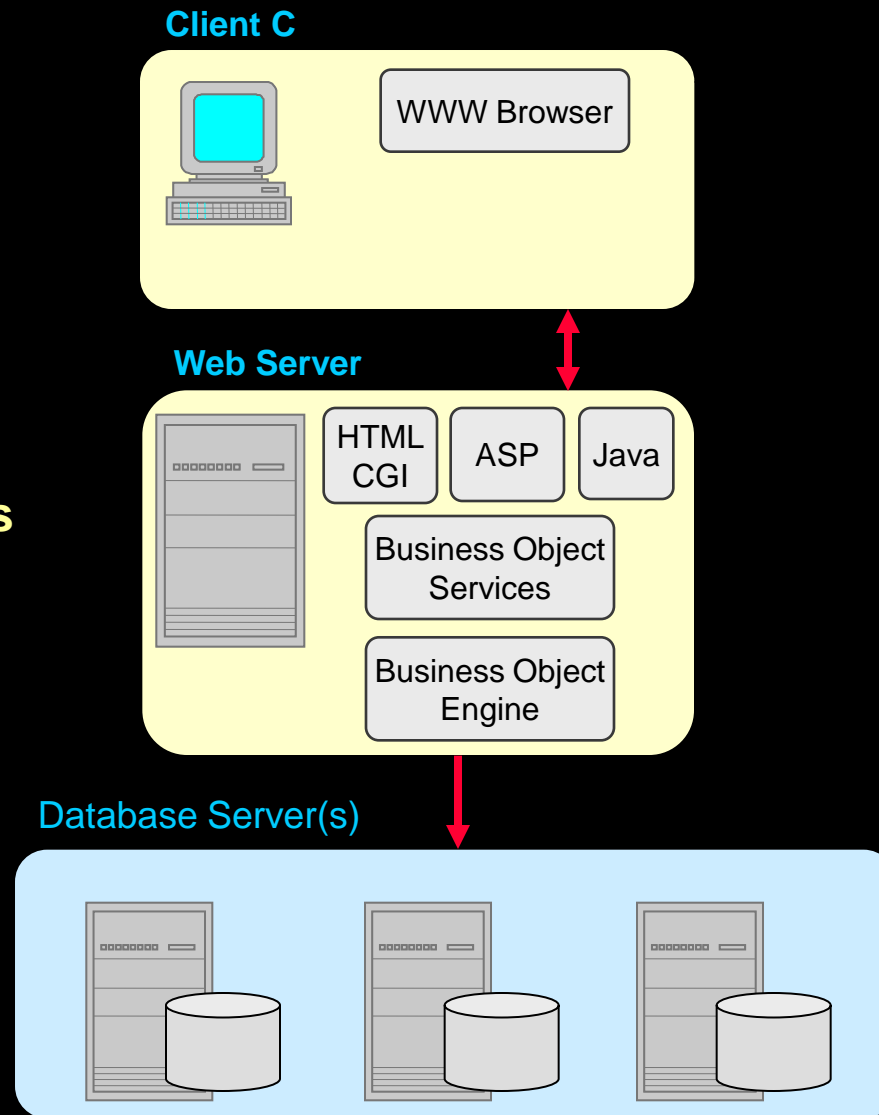 Client C
WWW Browser
Web Server
HTML
CGI
ASP
Java
s
Business Object
Services
Business Object
Engine
Database Server(s)